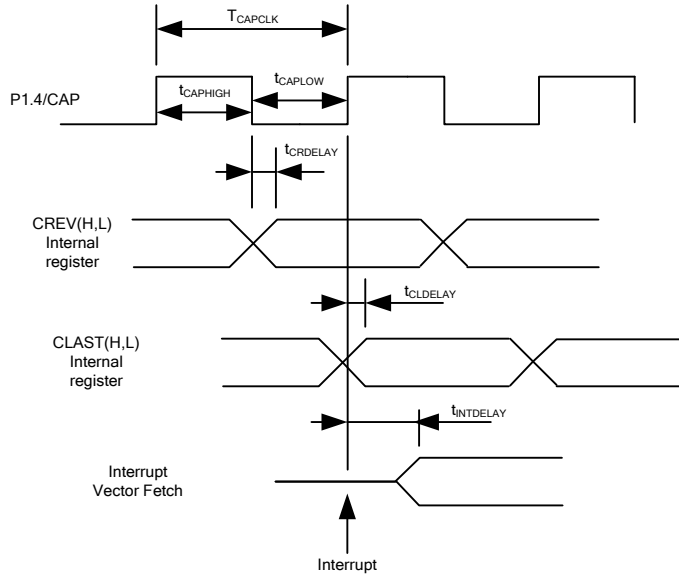 TCAPCLK
tCAPHIGH
tCAPLOW
P1.4/CAP
tCRDELAY
CREV(H,L)
Internal
register
tCLDELAY
CLAST(H,L)
Internal
register
tINTDELAY
Interrupt
Vector Fetch
Interrupt